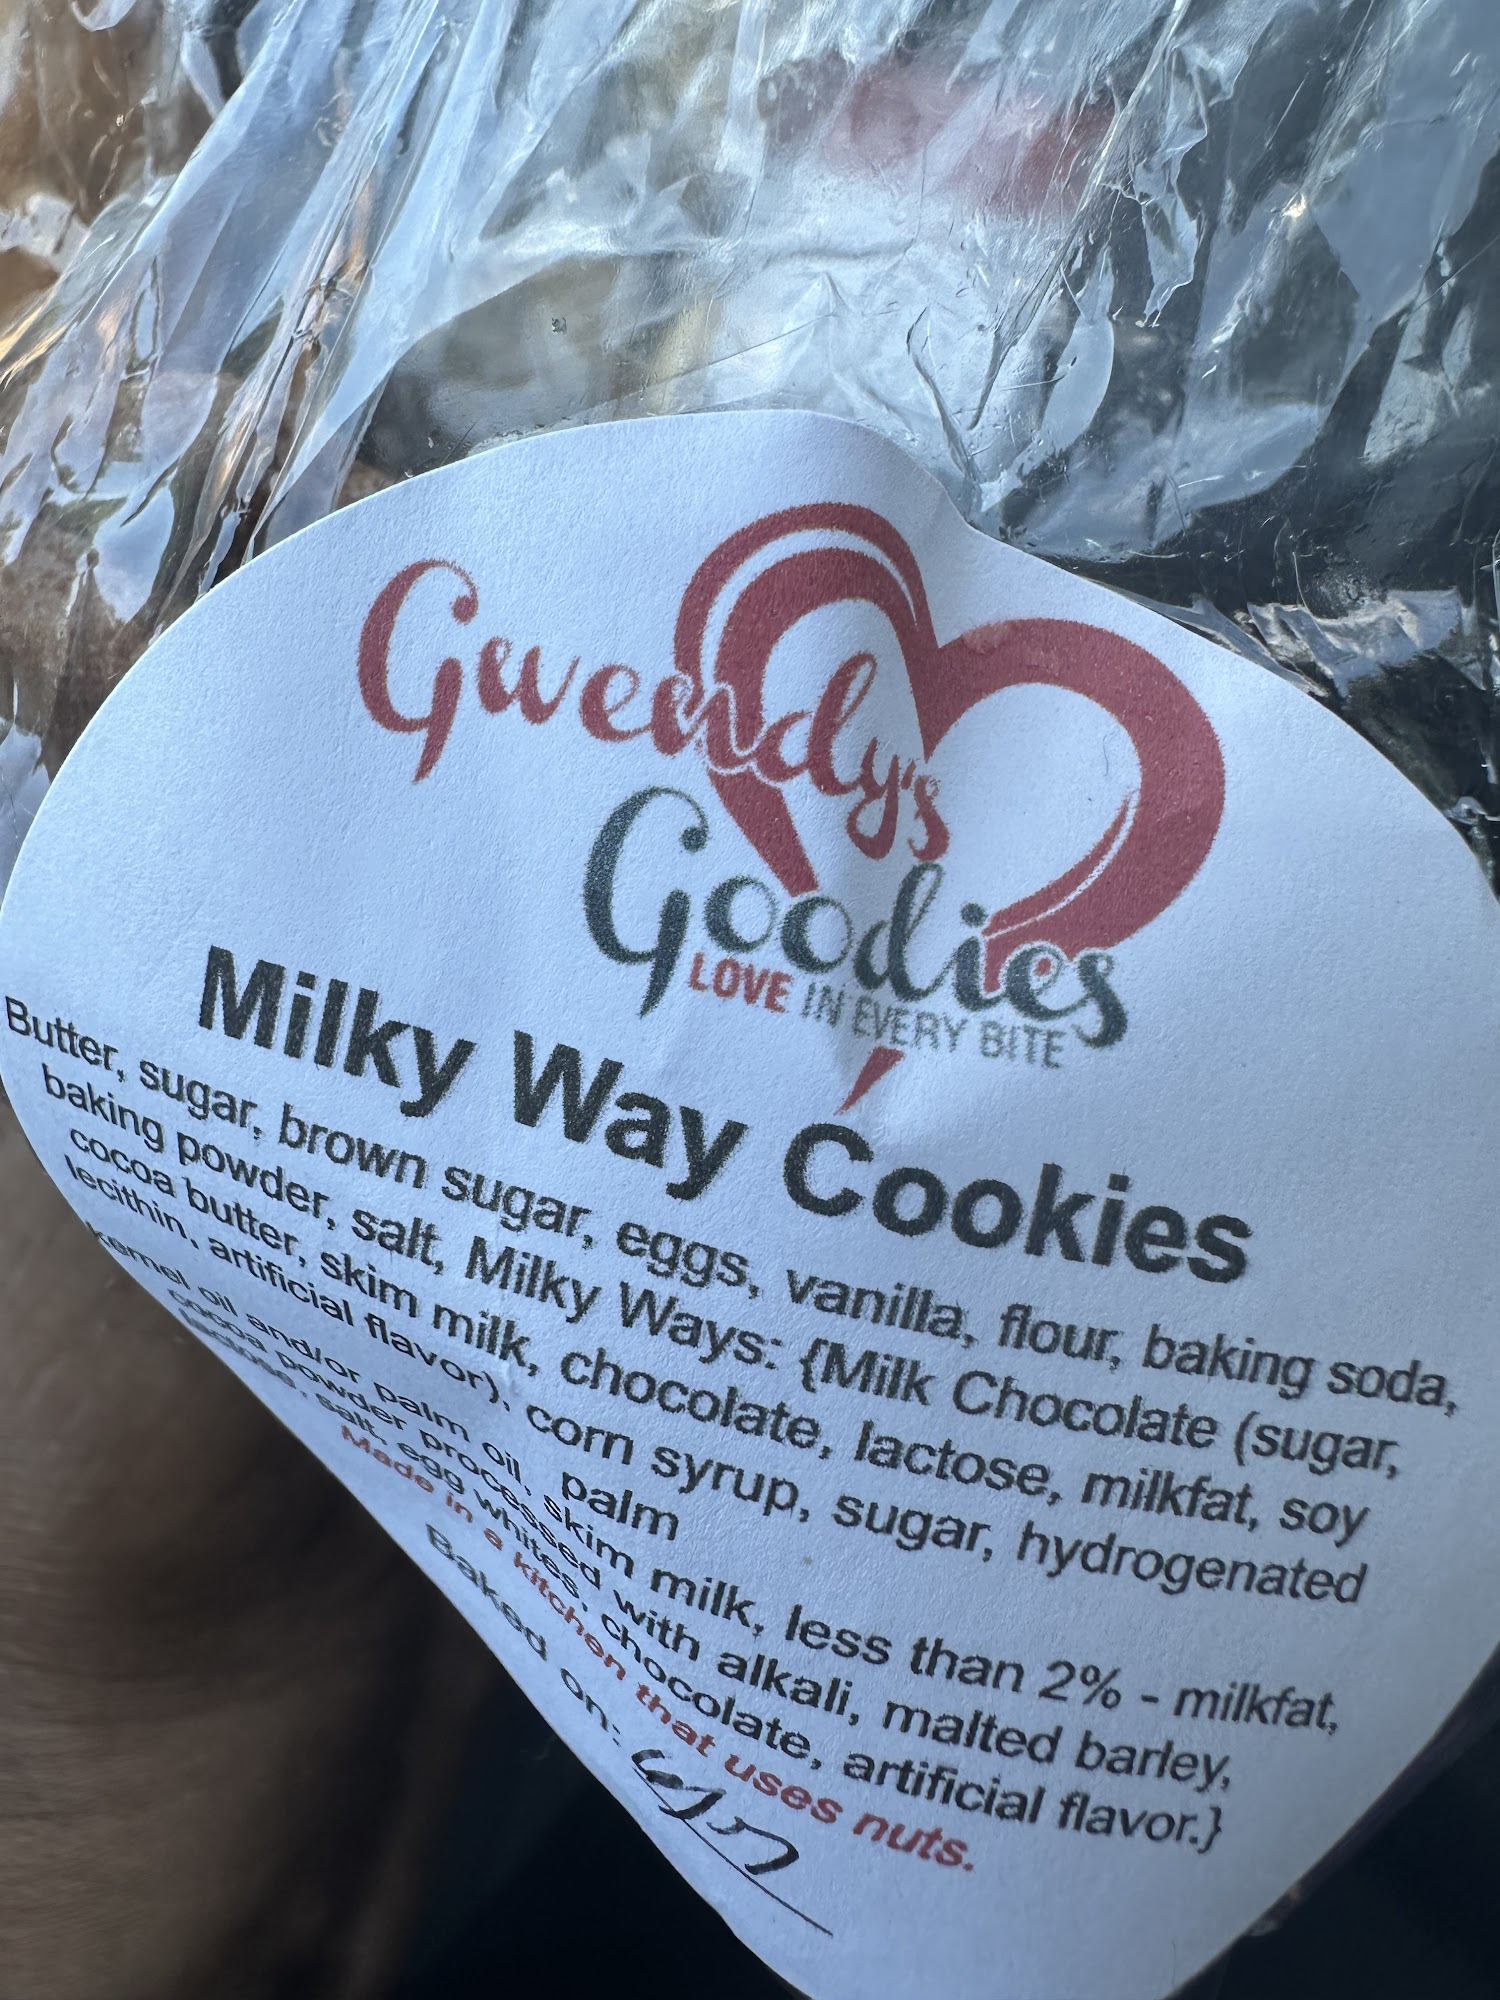 Gwendy's
Goodies
LOVE IN EVERY BITE
Milky Way Cookies
Butter, sugar, brown sugar, eggs, vanilla, flour, baking soda,
baking powder, salt, Milky Ways: {Milk Chocolate (sugar,
cocoa butter, skim milk, chocolate, lactose, milkfat, soy
lecithin, artificial flavor), corn syrup, sugar, hydrogenated
palm
kernel oil and/or palm oil, skim milk, less than 2% - milkfat,
cocoa powder processed with alkali, malted barley,
lactose, salt, egg whites, chocolate, artificial flavor.}
Made in a kitchen that uses nuts.
Baked on: